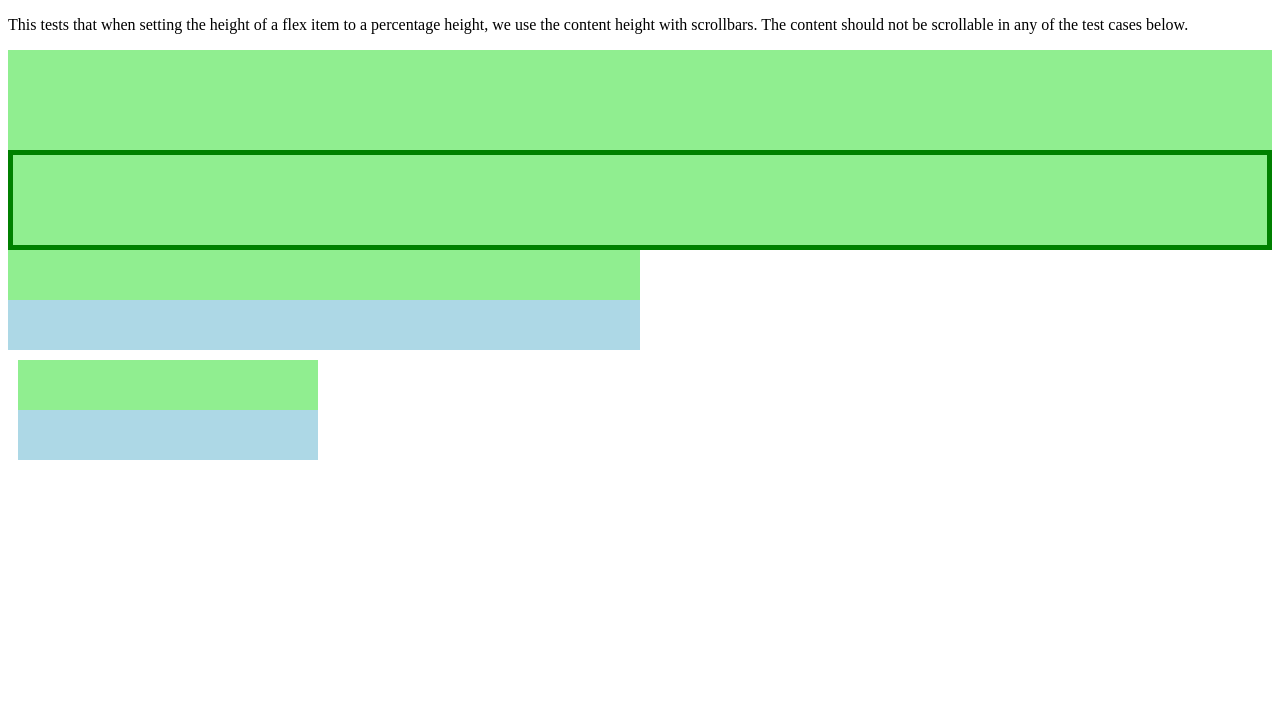 This tests that when setting the height of a flex item to a percentage height, we use the content height with scrollbars. The content should not be scrollable in any of the test cases below.